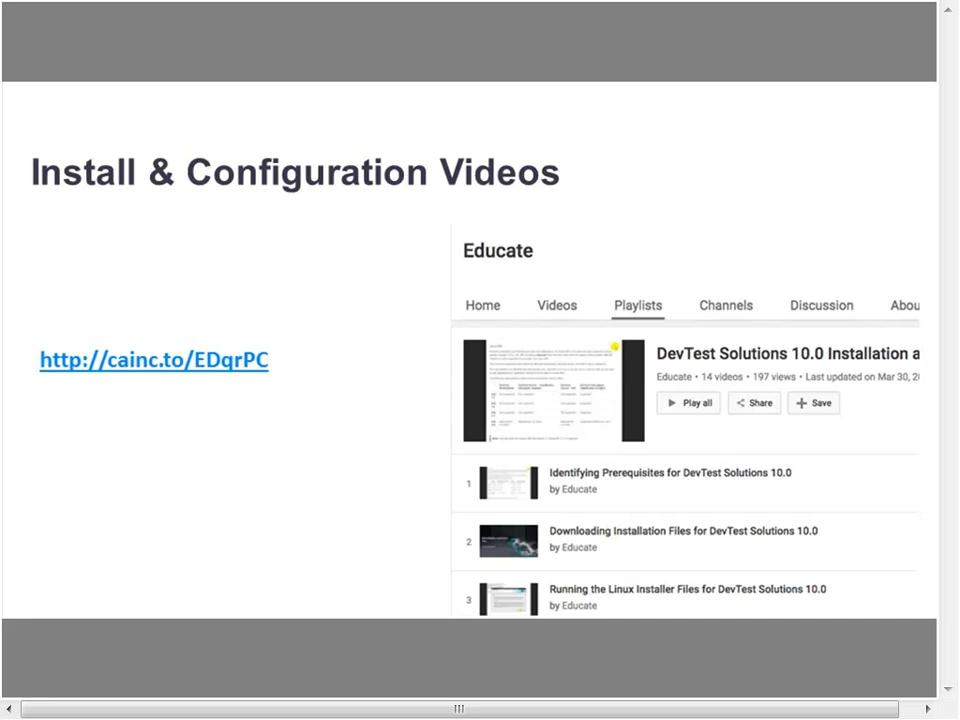 Install & Configuration Videos
http://cainc.to/EDqrPC
Educate
Home Videos Playlists Channels Discussion Abou
DevTest Solutions 10.0 Installation a
Educate • 14 videos • 197 views • Last updated on Mar 30, 20
Play all Share Save
1 Identifying Prerequisites for DevTest Solutions 10.0
by Educate
2 Downloading Installation Files for DevTest Solutions 10.0
by Educate
3 Running the Linux Installer Files for DevTest Solutions 10.0
by Educate